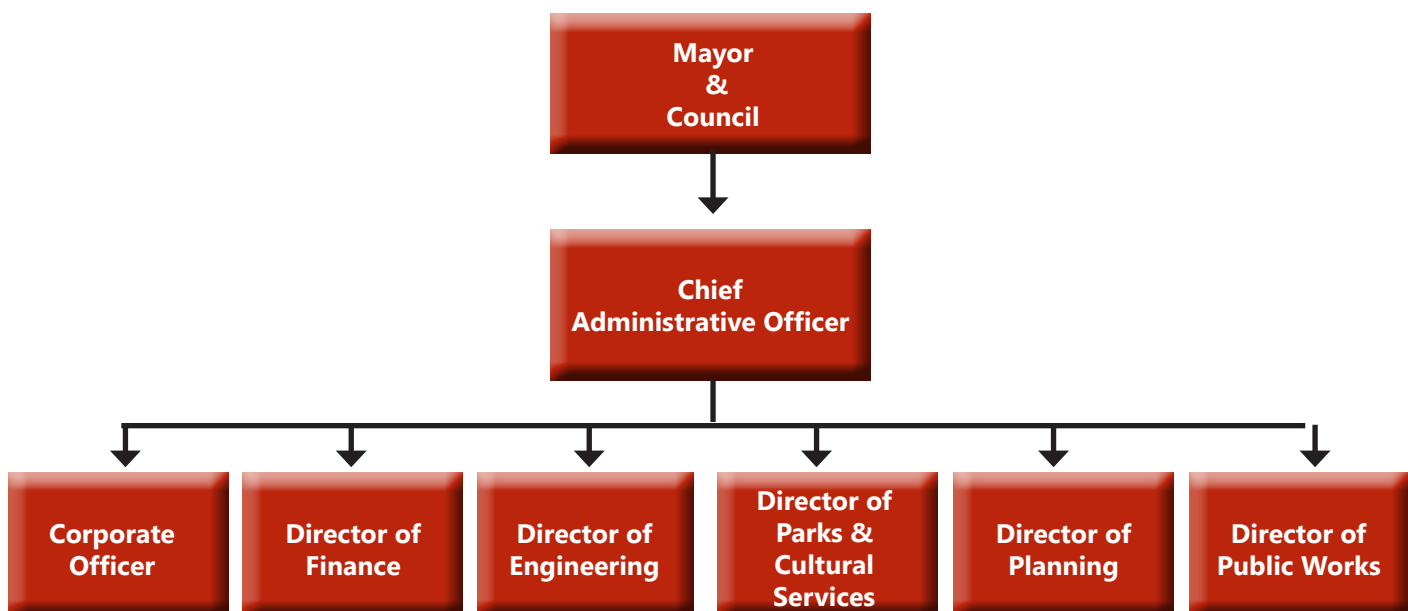 Mayor
&
Council
Chief
Administrative Officer
Corporate
Officer
Director of
Finance
Director of
Engineering
Director of
Parks &
Cultural
Services
Director of
Planning
Director of
Public Works